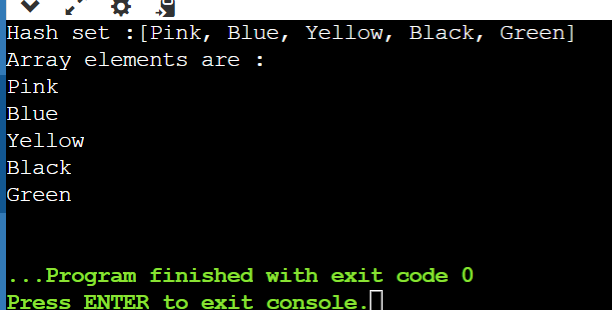 Hash set :[Pink, Blue, Yellow, Black, Green]
Array elements are :
Pink
Blue
Yellow
Black
Green
...Program finished with exit code 0
Press ENTER to exit console.